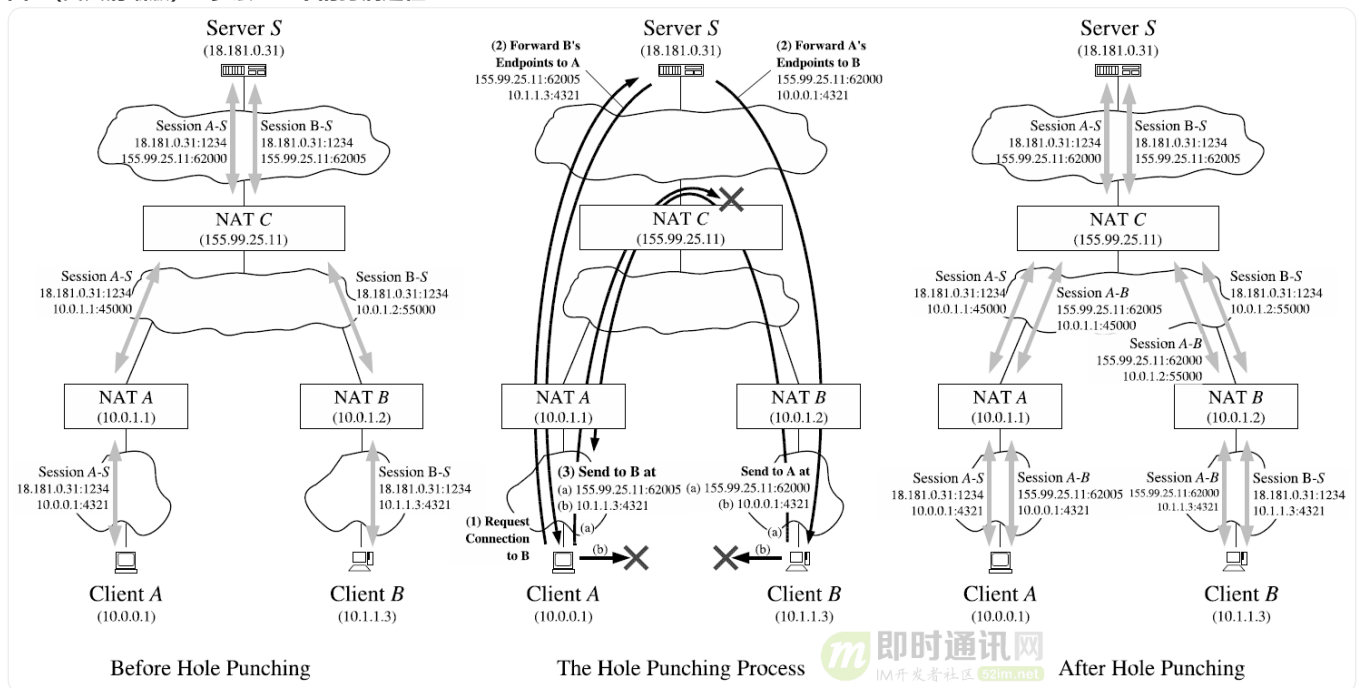 Server S
(18.181.0.31)
Session A-S
18.181.0.31:1234
155.99.25.11:62000
Session B-S
18.181.0.31:1234
155.99.25.11:62005
NAT C
(155.99.25.11)
Session A-S
18.181.0.31:1234
10.0.1.1:45000
Session B-S
18.181.0.31:1234
10.0.1.2:55000
NAT A
(10.0.1.1)
NAT B
(10.0.1.2)
Session A-S
18.181.0.31:1234
10.0.0.1:4321
Session B-S
18.181.0.31:1234
10.1.1.3:4321
Client A
(10.0.0.1)
Client B
(10.1.1.3)
Before Hole Punching
Server S
(18.181.0.31)
(2) Forward B's
Endpoints to A
155.99.25.11:62005
10.1.1.3:4321
(2) Forward A's
Endpoints to B
155.99.25.11:62000
10.0.0.1:4321
NAT C
(155.99.25.11)
NAT A
(10.0.1.1)
NAT B
(10.0.1.2)
(3) Send to B at
(a) 155.99.25.11:62005
(b) 10.1.1.3:4321
Send to A at
(a) 155.99.25.11:62000
(b) 10.0.0.1:4321
(1) Request
Connection
to B
(a)
(b)
(a)
(b)
Client A
(10.0.0.1)
Client B
(10.1.1.3)
The Hole Punching Process
Server S
(18.181.0.31)
Session A-S
18.181.0.31:1234
155.99.25.11:62000
Session B-S
18.181.0.31:1234
155.99.25.11:62005
NAT C
(155.99.25.11)
Session A-S
18.181.0.31:1234
10.0.1.1:45000
Session A-B
155.99.25.11:62005
10.0.1.1:45000
Session A-B
155.99.25.11:62000
10.0.1.2:55000
Session B-S
18.181.0.31:1234
10.0.1.2:55000
NAT A
(10.0.1.1)
NAT B
(10.0.1.2)
Session A-S
18.181.0.31:1234
10.0.0.1:4321
Session A-B
155.99.25.11:62005
10.0.0.1:4321
Session A-B
155.99.25.11:62000
10.1.1.3:4321
Session B-S
18.181.0.31:1234
10.1.1.3:4321
Client A
(10.0.0.1)
Client B
(10.1.1.3)
After Hole Punching
即时通讯网
IM开发者社区 52im.net